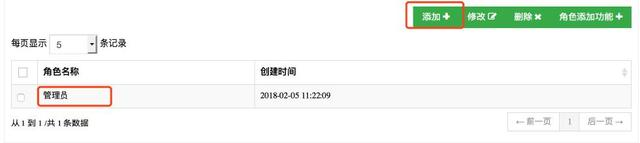 添加 修改 删除 角色添加功能
每页显示 5 条记录
角色名称 创建时间
管理员 2018-02-05 11:22:09
从 1 到 1 /共 1 条数据 ← 前一页 1 后一页 →